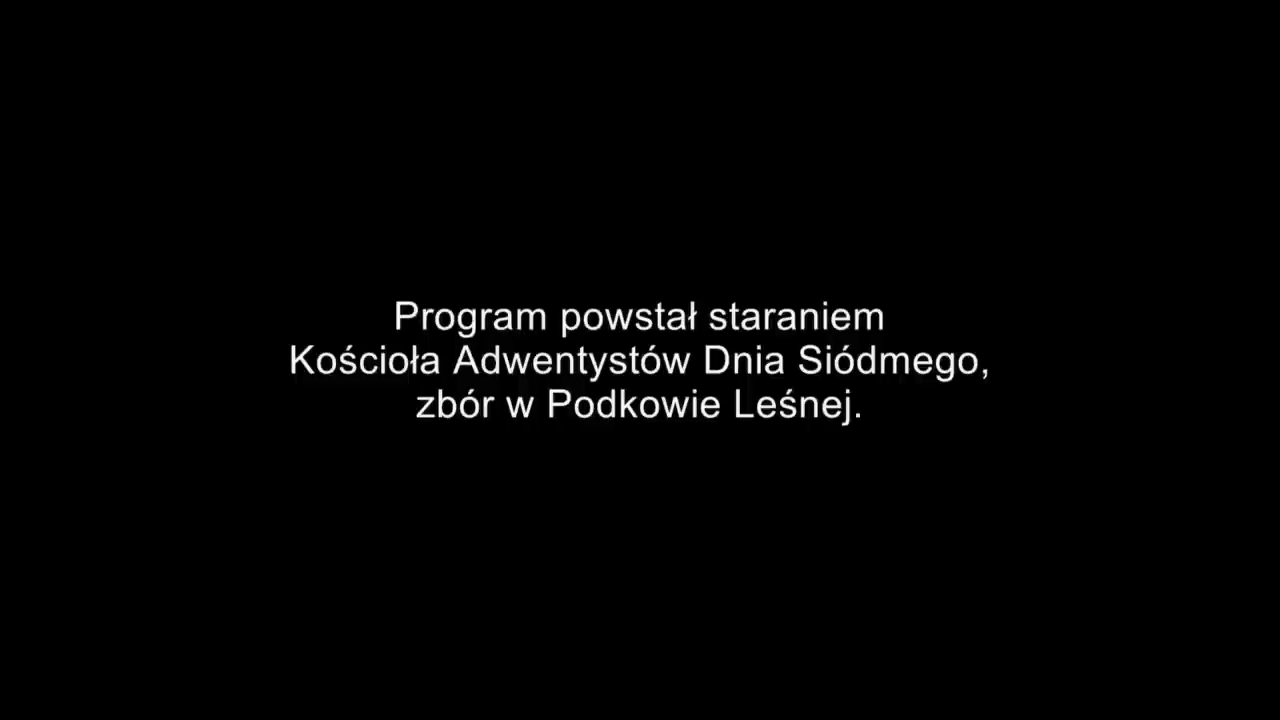 Program powstał staraniem
Kościoła Adwentystów Dnia Siódmego,
zbór w Podkowie Leśnej.